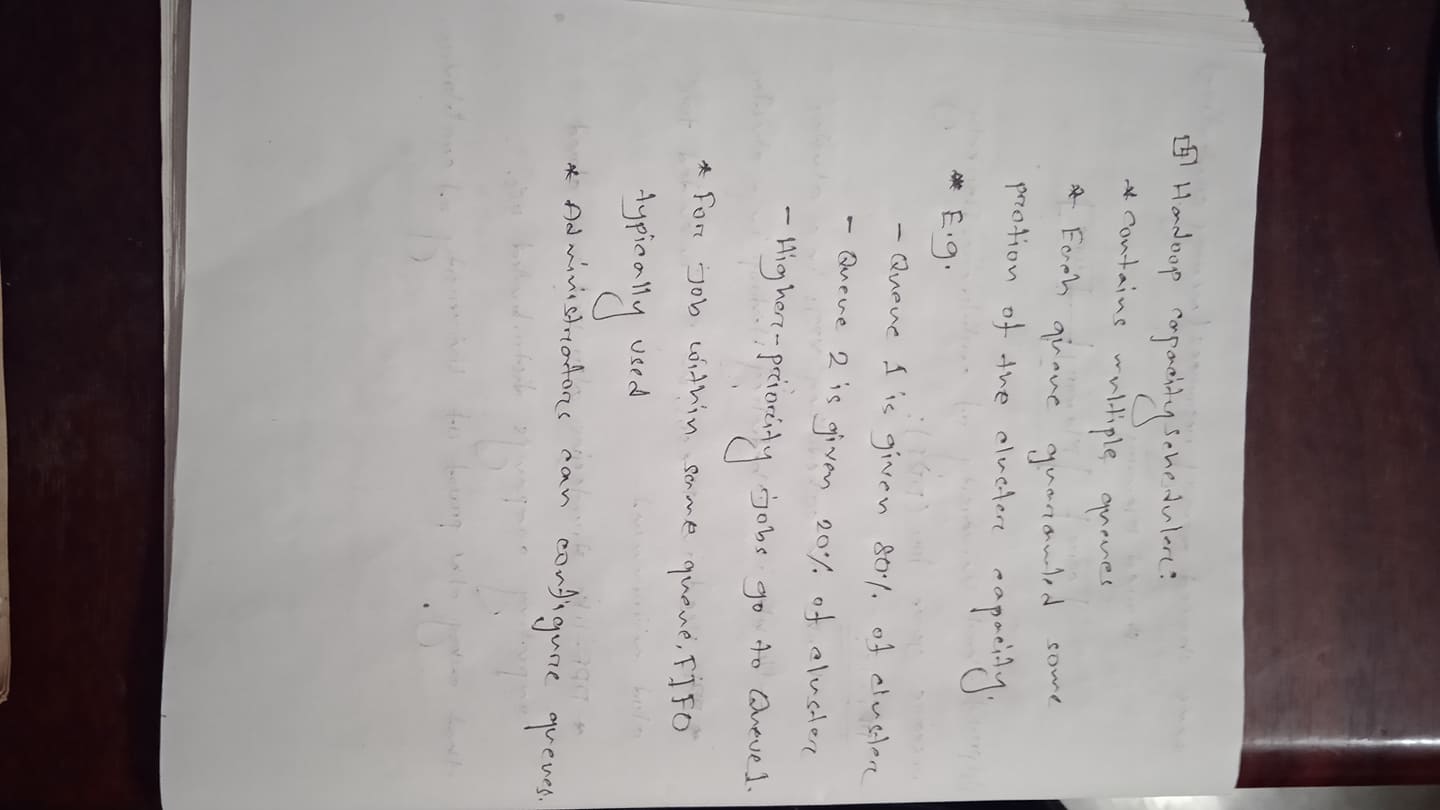 Hadoop capacity scheduler:
* contains multiple queues
* Each queue guaranteed some
protion of the cluster capacity.
* E.g.
- Queue 1 is given 80% of cluster
- Queue 2 is given 20% of cluster
- Higher-priority jobs go to Queue 1.
* For job within same queue, FIFO
typically used
* Administrators can configure queues.